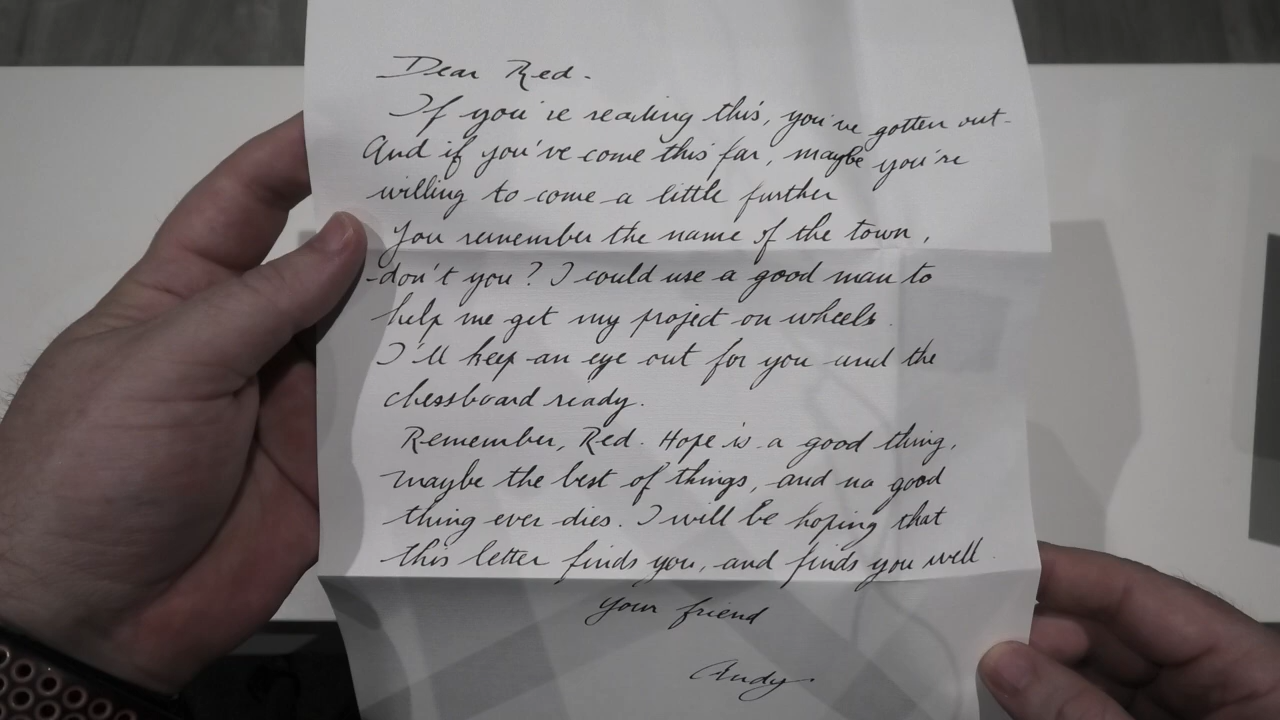 Dear Red.
If you're reading this, you've gotten out.
And if you've come this far, maybe you're
willing to come a little further
You remember the name of the town,
don't you? I could use a good man to
help me get my project on wheels.
I'll keep an eye out for you and the
chessboard ready.
Remember, Red. Hope is a good thing,
maybe the best of things, and no good
thing ever dies. I will be hoping that
this letter finds you, and finds you well.
Your friend
Andy.